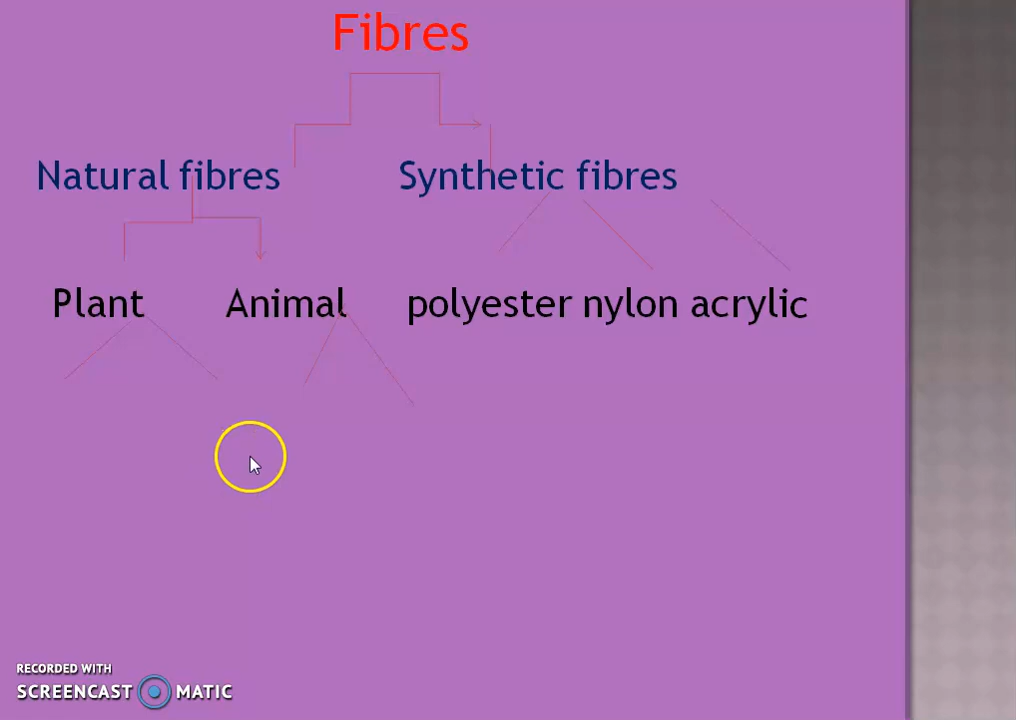 Fibres
Natural fibres Synthetic fibres
Plant Animal polyester nylon acrylic
RECORDED WITH
SCREENCAST MATIC